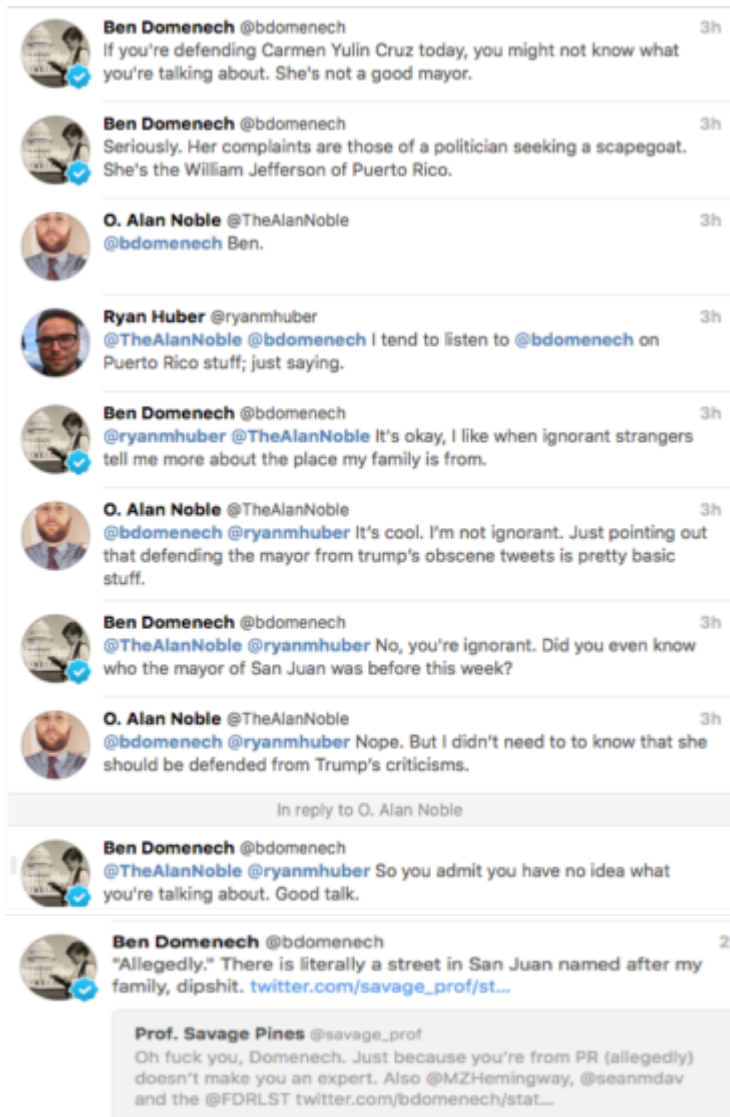 Ben Domenech @bdomenech 3h
If you're defending Carmen Yulin Cruz today, you might not know what
you're talking about. She's not a good mayor.
Ben Domenech @bdomenech 3h
Seriously. Her complaints are those of a politician seeking a scapegoat.
She's the William Jefferson of Puerto Rico.
O. Alan Noble @TheAlanNoble 3h
@bdomenech Ben.
Ryan Huber @ryanmhuber 3h
@TheAlanNoble @bdomenech I tend to listen to @bdomenech on
Puerto Rico stuff; just saying.
Ben Domenech @bdomenech 3h
@ryanmhuber @TheAlanNoble It's okay, I like when ignorant strangers
tell me more about the place my family is from.
O. Alan Noble @TheAlanNoble 3h
@bdomenech @ryanmhuber It's cool. I'm not ignorant. Just pointing out
that defending the mayor from trump's obscene tweets is pretty basic
stuff.
Ben Domenech @bdomenech 3h
@TheAlanNoble @ryanmhuber No, you're ignorant. Did you even know
who the mayor of San Juan was before this week?
O. Alan Noble @TheAlanNoble 3h
@bdomenech @ryanmhuber Nope. But I didn't need to to know that she
should be defended from Trump's criticisms.
In reply to O. Alan Noble
Ben Domenech @bdomenech
@TheAlanNoble @ryanmhuber So you admit you have no idea what
you're talking about. Good talk.
Ben Domenech @bdomenech 2
"Allegedly." There is literally a street in San Juan named after my
family, dipshit. twitter.com/savage_prof/st...
Prof. Savage Pines @savage_prof
Oh fuck you, Domenech. Just because you're from PR (allegedly)
doesn't make you an expert. Also @MZHemingway, @seanmdav
and the @FDRLST twitter.com/bdomenech/stat...